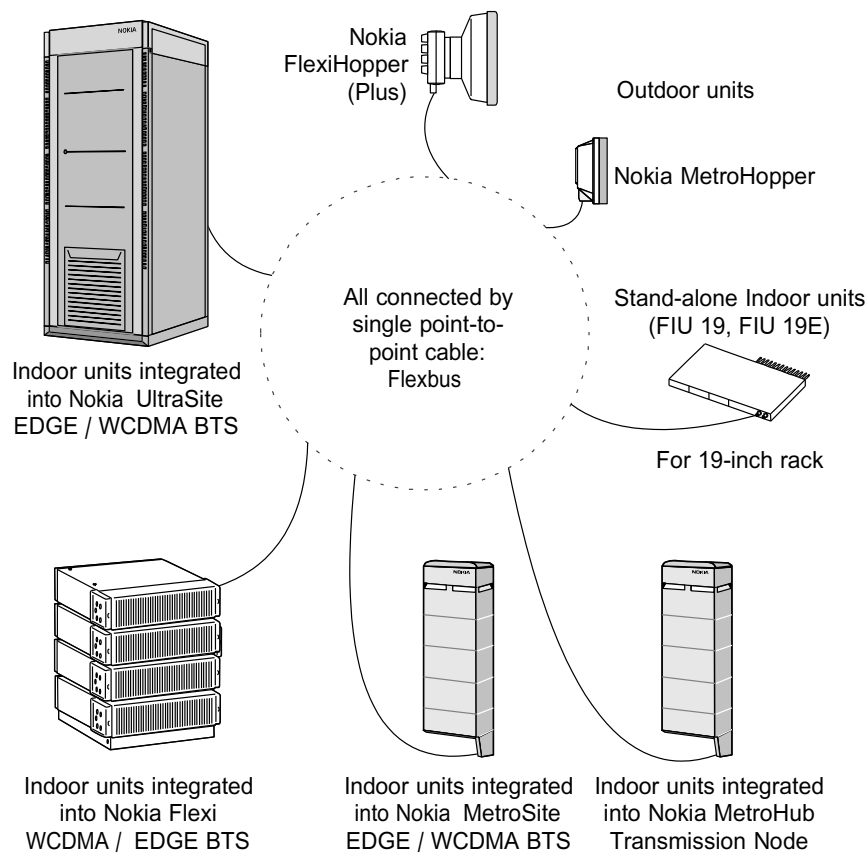 NOKIA
Nokia
FlexiHopper
(Plus)
Outdoor units
Nokia MetroHopper
All connected by
single point-to-
point cable:
Flexbus
Stand-alone Indoor units
(FIU 19, FIU 19E)
For 19-inch rack
Indoor units integrated
into Nokia UltraSite
EDGE / WCDMA BTS
NOKIA
NOKIA
Indoor units integrated
into Nokia Flexi
WCDMA / EDGE BTS
Indoor units integrated
into Nokia MetroSite
EDGE / WCDMA BTS
Indoor units integrated
into Nokia MetroHub
Transmission Node